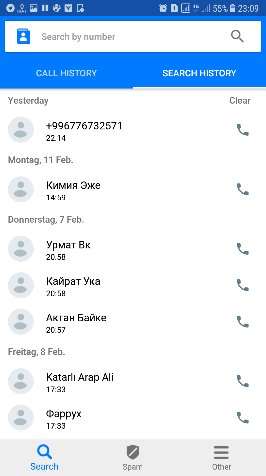 55% 23:09
Search by number
CALL HISTORY SEARCH HISTORY
Yesterday Clear
+996776732571
22:14
Montag, 11 Feb.
Кимия Эже
14:59
Donnerstag, 7 Feb.
Урмат Вк
20:58
Кайрат Ука
20:58
Актан Байке
20:57
Freitag, 8 Feb.
Katarlı Arap Ali
17:33
Фаррух
17:33
Search Spam Other